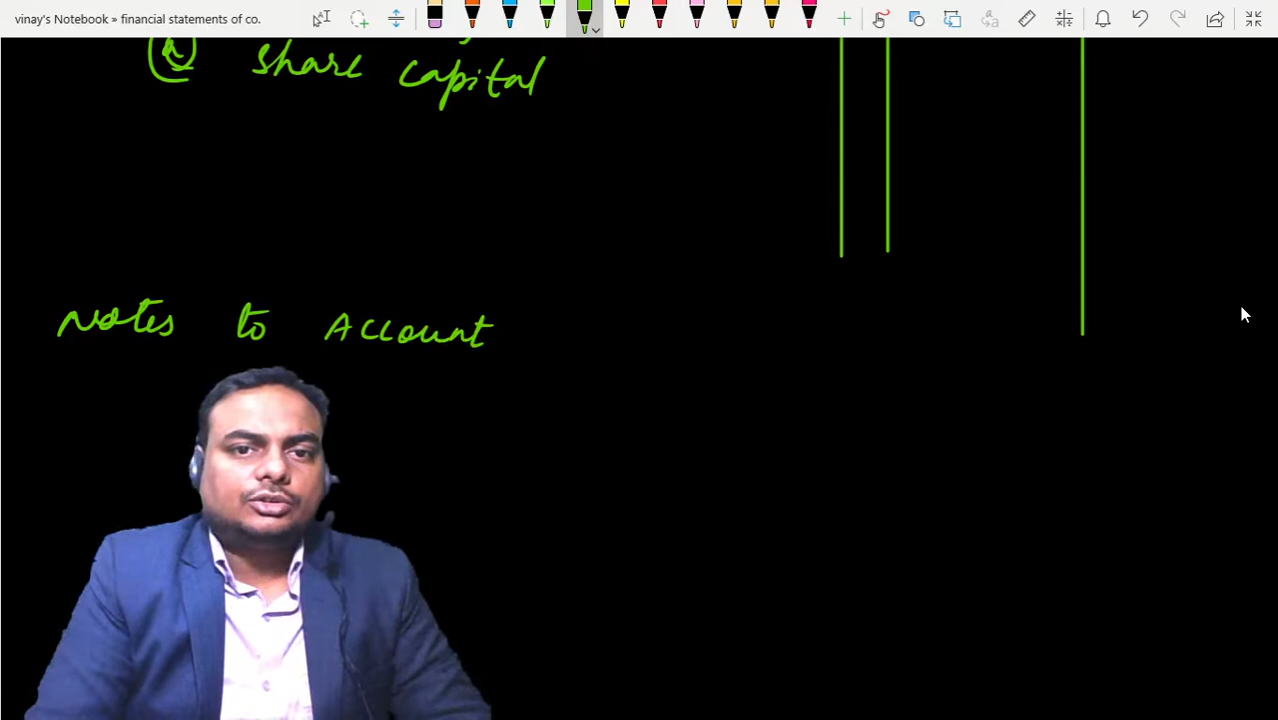 vinay's Notebook » financial statements of co.
(a) share capital
Notes to Account